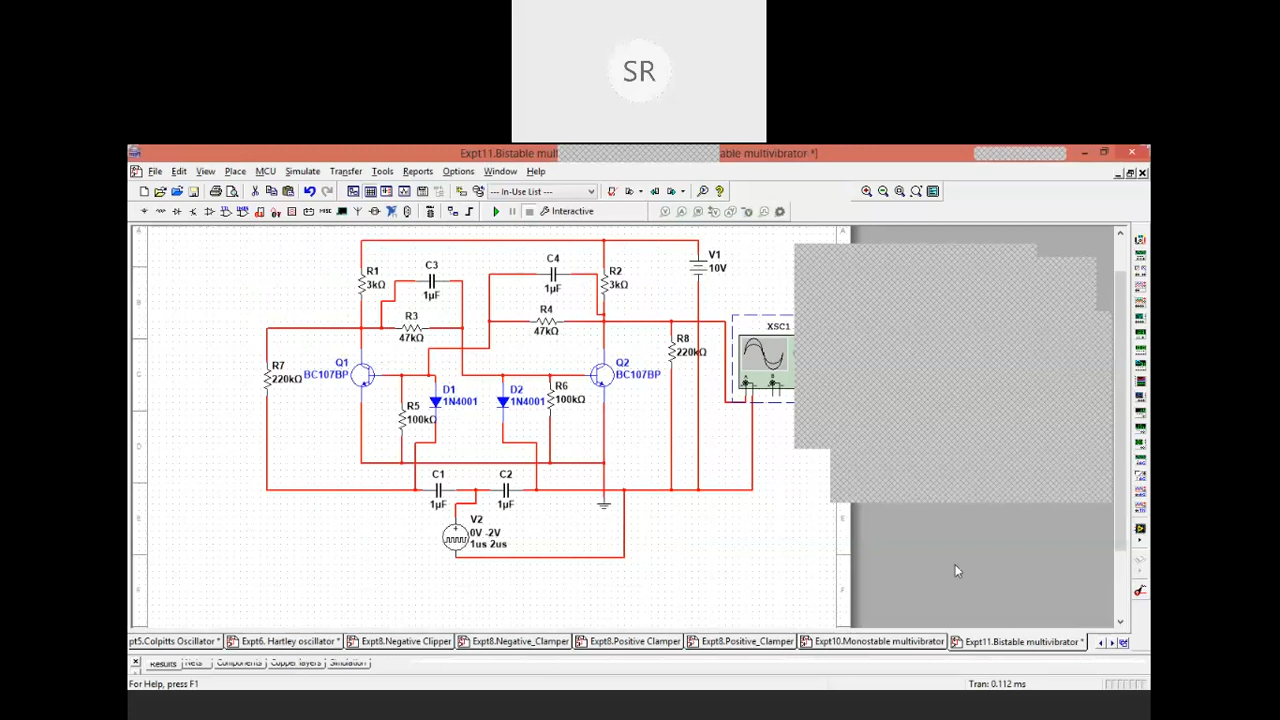 SR
Expt11.Bistable mul
able multivibrator *]
File Edit View Place MCU Simulate Transfer Tools Reports Options Window Help
--- In-Use List ---
Interactive
V1
10V
R1
3kΩ
C3
1µF
C4
1µF
R2
3kΩ
R3
47kΩ
R4
47kΩ
XSC1
R7
220kΩ
Q1
BC107BP
Q2
BC107BP
R8
220kΩ
D1
1N4001
D2
1N4001
R6
100kΩ
R5
100kΩ
C1
1µF
C2
1µF
V2
0V -2V
1us 2us
pt5.Colpitts Oscillator * Expt6. Hartley oscillator * Expt8.Negative Clipper Expt8.Negative_Clamper Expt8.Positive Clamper Expt8.Positive_Clamper Expt10.Monostable multivibrator Expt11.Bistable multivibrator *
Results Nets Components Copper layers Simulation
For Help, press F1
Tran: 0.112 ms